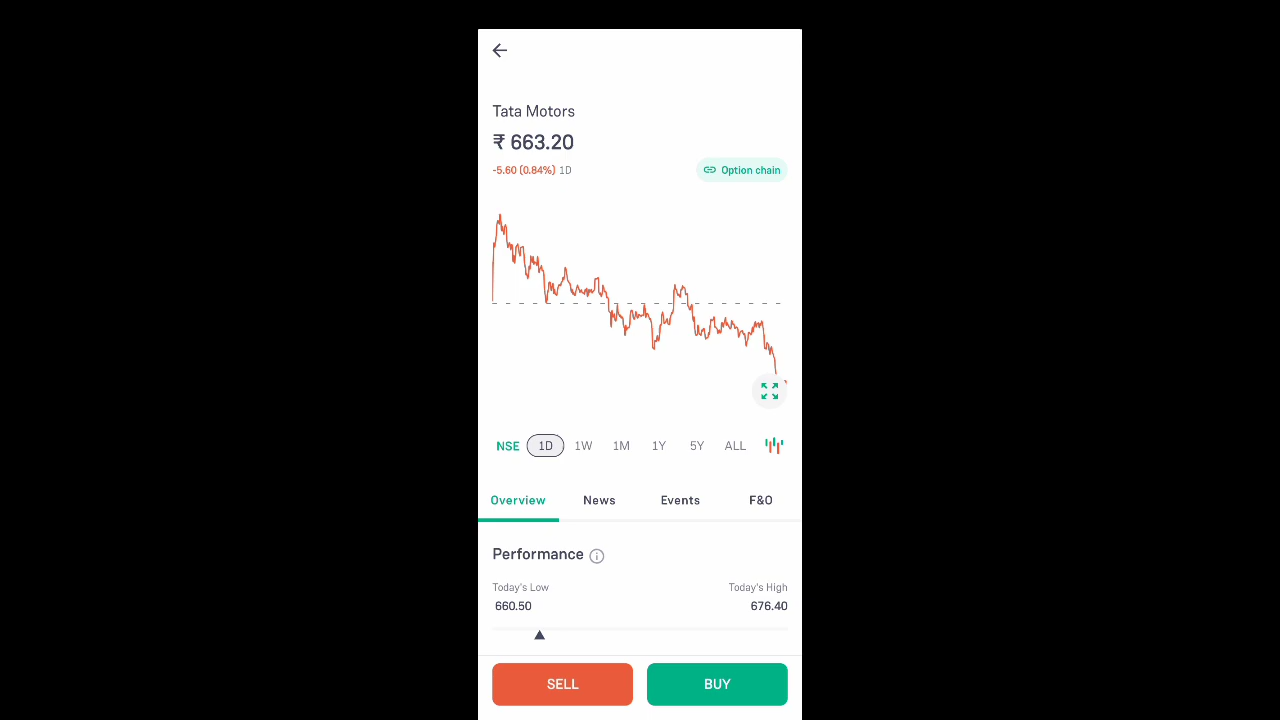 Tata Motors
₹ 663.20
-5.60 (0.84%) 1D
Option chain
NSE 1D 1W 1M 1Y 5Y ALL
Overview News Events F&O
Performance
Today's Low Today's High
660.50 676.40
SELL BUY